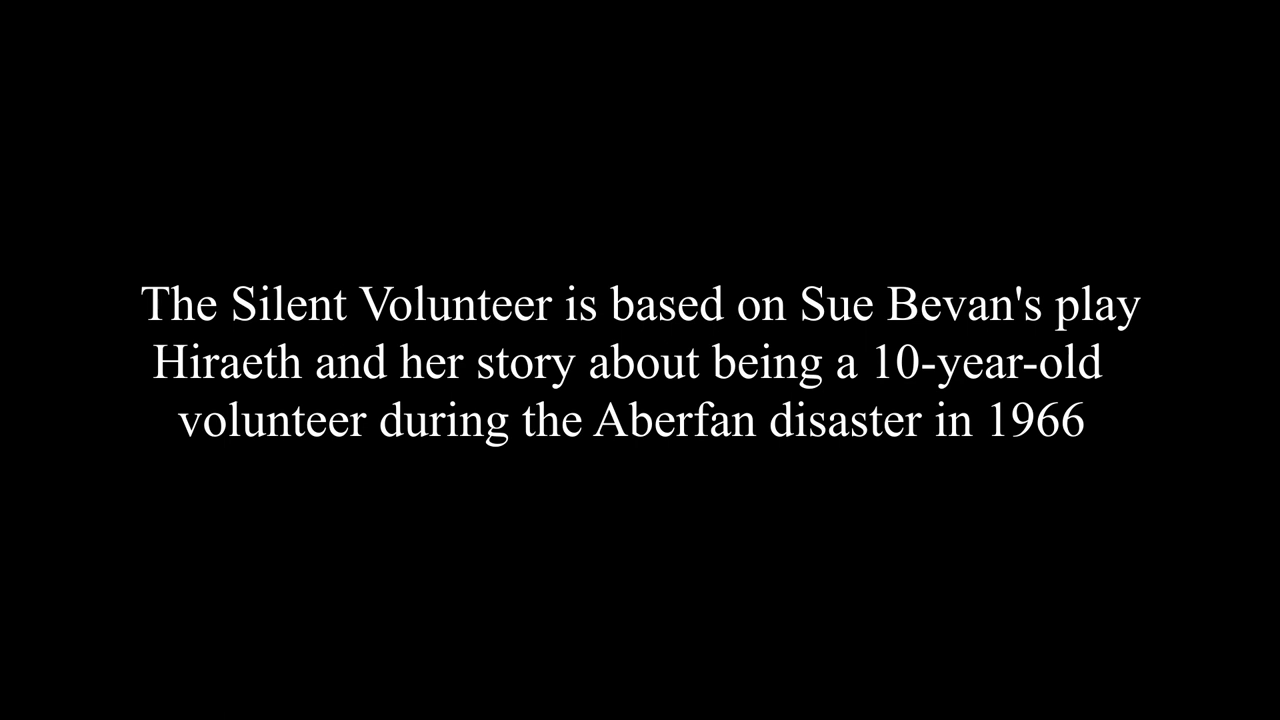 The Silent Volunteer is based on Sue Bevan's play
Hiraeth and her story about being a 10-year-old
volunteer during the Aberfan disaster in 1966